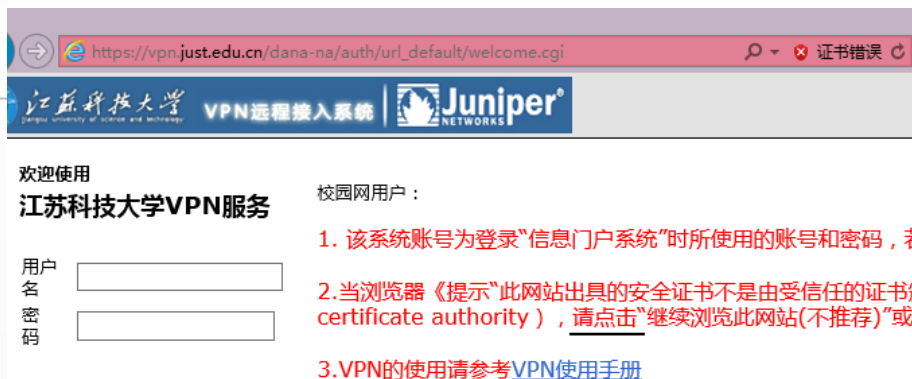 https://vpn.just.edu.cn/dana-na/auth/url_default/welcome.cgi
证书错误
江苏科技大学 VPN远程接入系统 Juniper®
jiangsu university of science and technology
NETWORKS
欢迎使用
江苏科技大学VPN服务
用户名
密码
校园网用户：
1. 该系统账号为登录“信息门户系统”时所使用的账号和密码，
2.当浏览器《提示“此网站出具的安全证书不是由受信任的证书
certificate authority），请点击“继续浏览此网站(不推荐)”或
3.VPN的使用请参考VPN使用手册